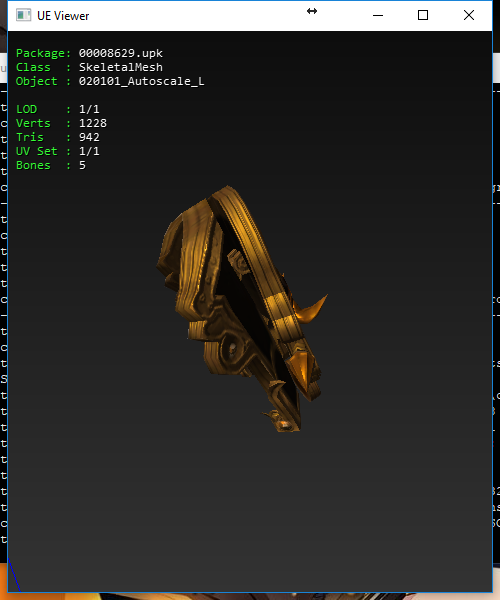 UE Viewer
Package: 00008629.upk
Class : SkeletalMesh
Object : 020101_Autoscale_L
LOD : 1/1
Verts : 1228
Tris : 942
UV Set : 1/1
Bones : 5